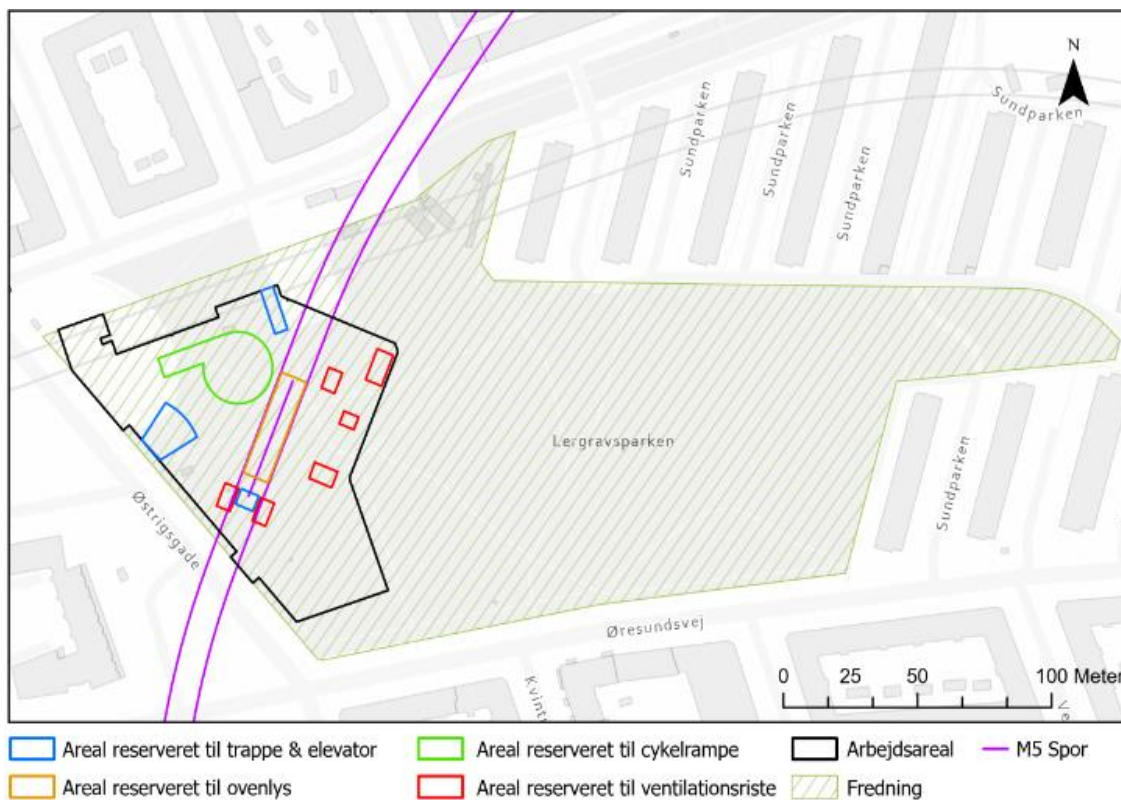 N
Sundparken
Sundparken
Sundparken
Sundparken
Lergravsparken
Sundparken
Østrigsgade
Øresundsvej
0 25 50 100 Meter
Areal reserveret til trappe & elevator
Areal reserveret til cykelrampe
Arbejdsareal
M5 Spor
Areal reserveret til ovenlys
Areal reserveret til ventilationsriste
Fredning